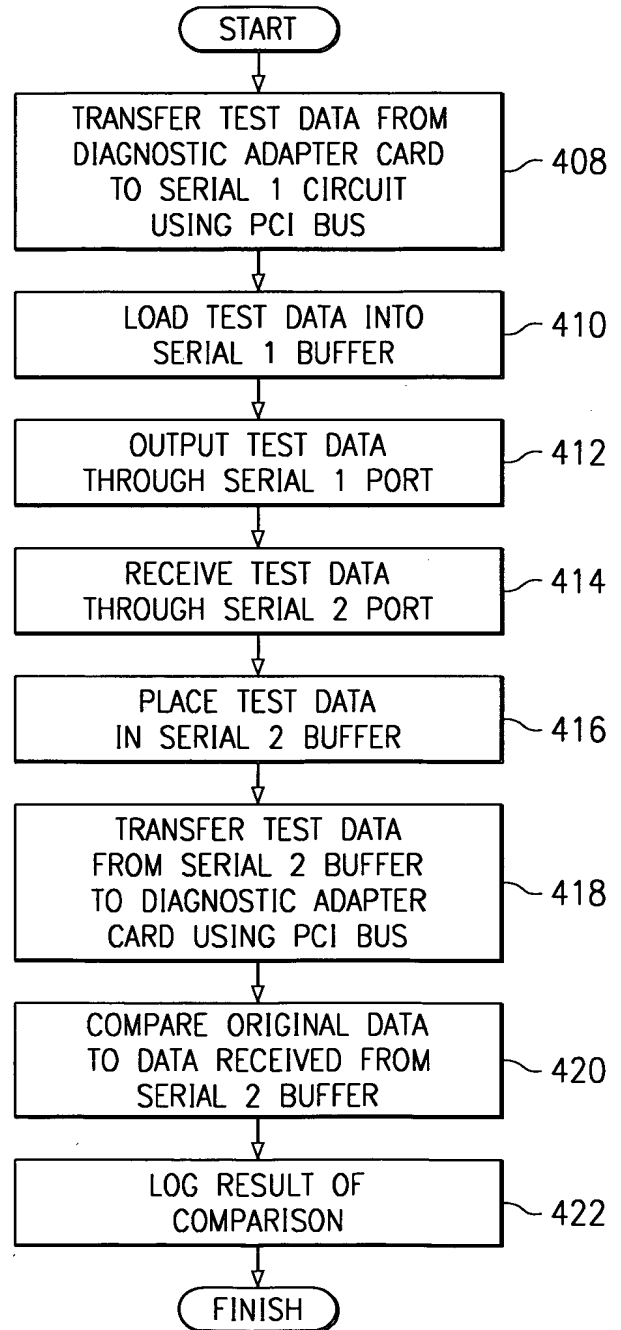 START
TRANSFER TEST DATA FROM
DIAGNOSTIC ADAPTER CARD
TO SERIAL 1 CIRCUIT
USING PCI BUS
408
LOAD TEST DATA INTO
SERIAL 1 BUFFER
410
OUTPUT TEST DATA
THROUGH SERIAL 1 PORT
412
RECEIVE TEST DATA
THROUGH SERIAL 2 PORT
414
PLACE TEST DATA
IN SERIAL 2 BUFFER
416
TRANSFER TEST DATA
FROM SERIAL 2 BUFFER
TO DIAGNOSTIC ADAPTER
CARD USING PCI BUS
418
COMPARE ORIGINAL DATA
TO DATA RECEIVED FROM
SERIAL 2 BUFFER
420
LOG RESULT OF
COMPARISON
422
FINISH